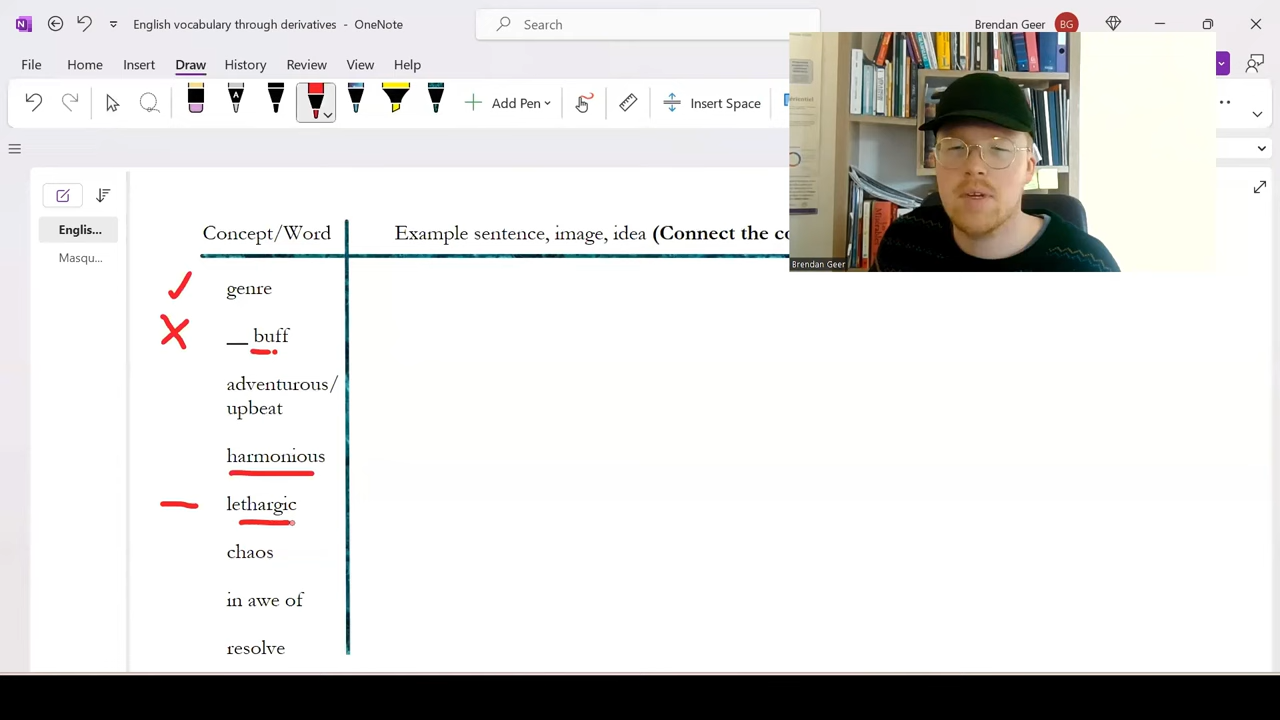 English vocabulary through derivatives - OneNote
Search
Brendan Geer
BG
File Home Insert Draw History Review View Help
Add Pen
Insert Space
Englis...
Masqu...
Concept/Word
Example sentence, image, idea (Connect the co
Brendan Geer
genre
__ buff
adventurous/
upbeat
harmonious
lethargic
chaos
in awe of
resolve